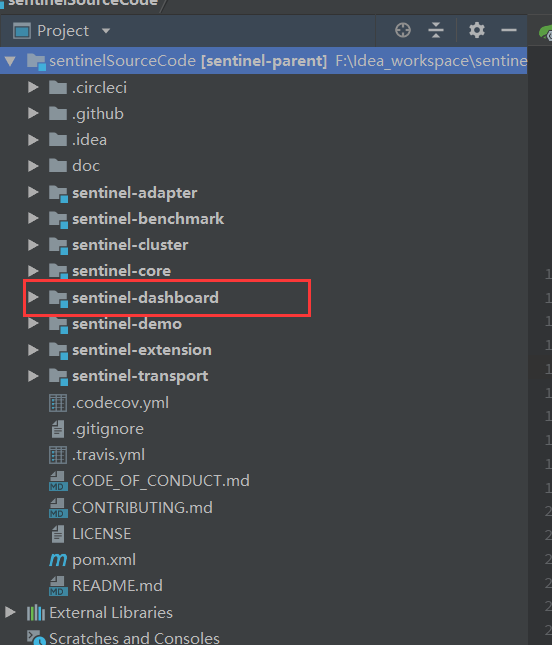 sentinelSourceCode
Project
sentinelSourceCode [sentinel-parent] F:\Idea_workspace\sentine
.circleci
.github
.idea
doc
sentinel-adapter
sentinel-benchmark
sentinel-cluster
sentinel-core
sentinel-dashboard
sentinel-demo
sentinel-extension
sentinel-transport
.codecov.yml
.gitignore
.travis.yml
CODE_OF_CONDUCT.md
CONTRIBUTING.md
LICENSE
pom.xml
README.md
External Libraries
Scratches and Consoles